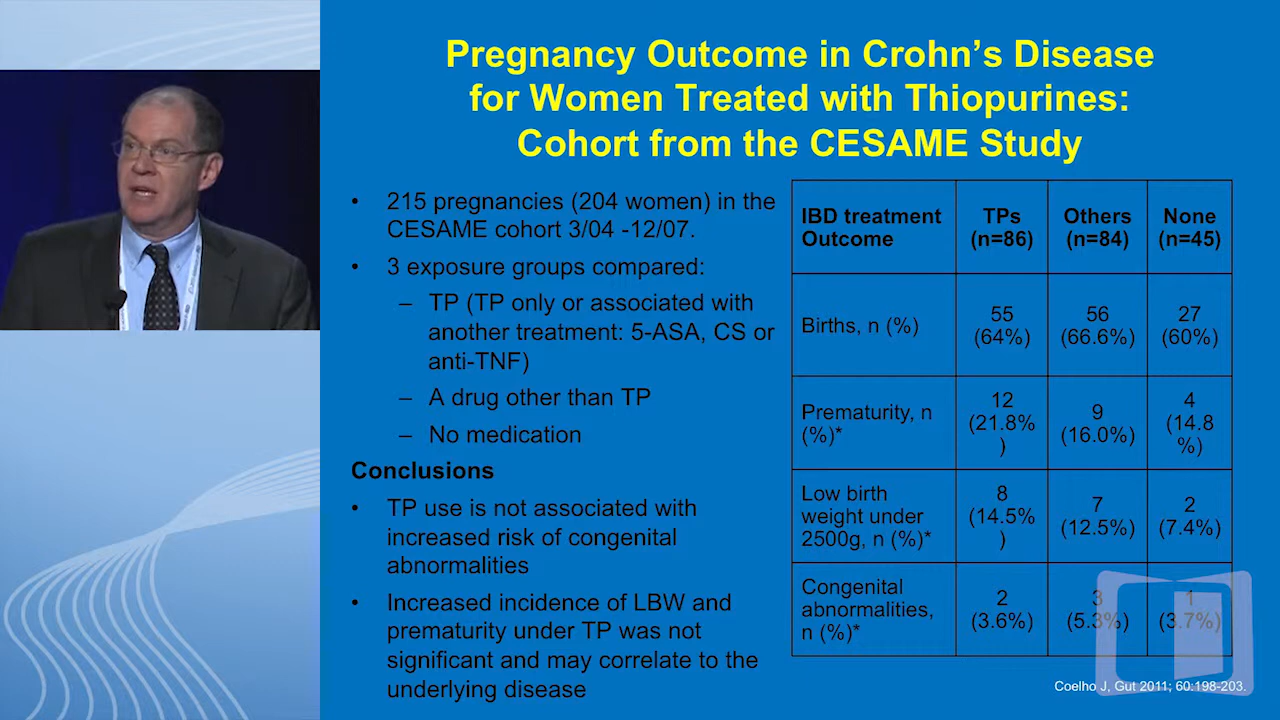 Pregnancy Outcome in Crohn’s Disease
for Women Treated with Thiopurines:
Cohort from the CESAME Study
• 215 pregnancies (204 women) in the
CESAME cohort 3/04 -12/07.
• 3 exposure groups compared:
– TP (TP only or associated with
another treatment: 5-ASA, CS or
anti-TNF)
– A drug other than TP
– No medication
Conclusions
• TP use is not associated with
increased risk of congenital
abnormalities
• Increased incidence of LBW and
prematurity under TP was not
significant and may correlate to the
underlying disease
IBD treatment
Outcome
TPs
(n=86)
Others
(n=84)
None
(n=45)
Births, n (%)
55
(64%)
56
(66.6%)
27
(60%)
Prematurity, n
(%)*
12
(21.8%
)
9
(16.0%)
4
(14.8
%)
Low birth
weight under
2500g, n (%)*
8
(14.5%
)
7
(12.5%)
2
(7.4%)
Congenital
abnormalities,
n (%)*
2
(3.6%)
3
(5.3%)
1
(3.7%)
Coelho J, Gut 2011; 60:198-203.